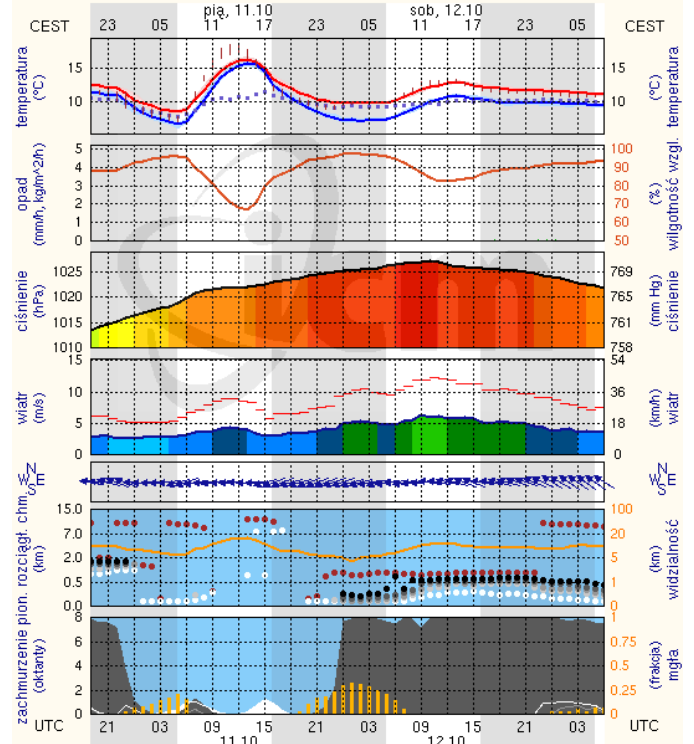 pią, 11.10 sob, 12.10
CEST 23 05 11 17 23 05 11 17 23 05 CEST
temperatura (°C) 15 10 15 10 (°C) temperatura
opad (mm/h, kg/m^2/h) 5 4 3 2 1 0 100 90 80 70 60 50 (%) wilgotność wzgl.
ciśnienie (hPa) 1025 1020 1015 1010 769 765 761 758 (mm Hg) ciśnienie
icm
wiatr (m/s) 15 10 5 0 54 36 18 0 (km/h) wiatr
N W E S N W E S
pion. rozciągł. chm. (km) 15.0 7.0 2.0 0.5 0.0 100 20 5 1 0 (km) widzialność
zachmurzenie (oktanty) 8 6 4 2 0 1 0.75 0.5 0.25 0 (frakcja) mgła
UTC 21 03 09 15 21 03 09 15 21 03 UTC
11.10 12.10